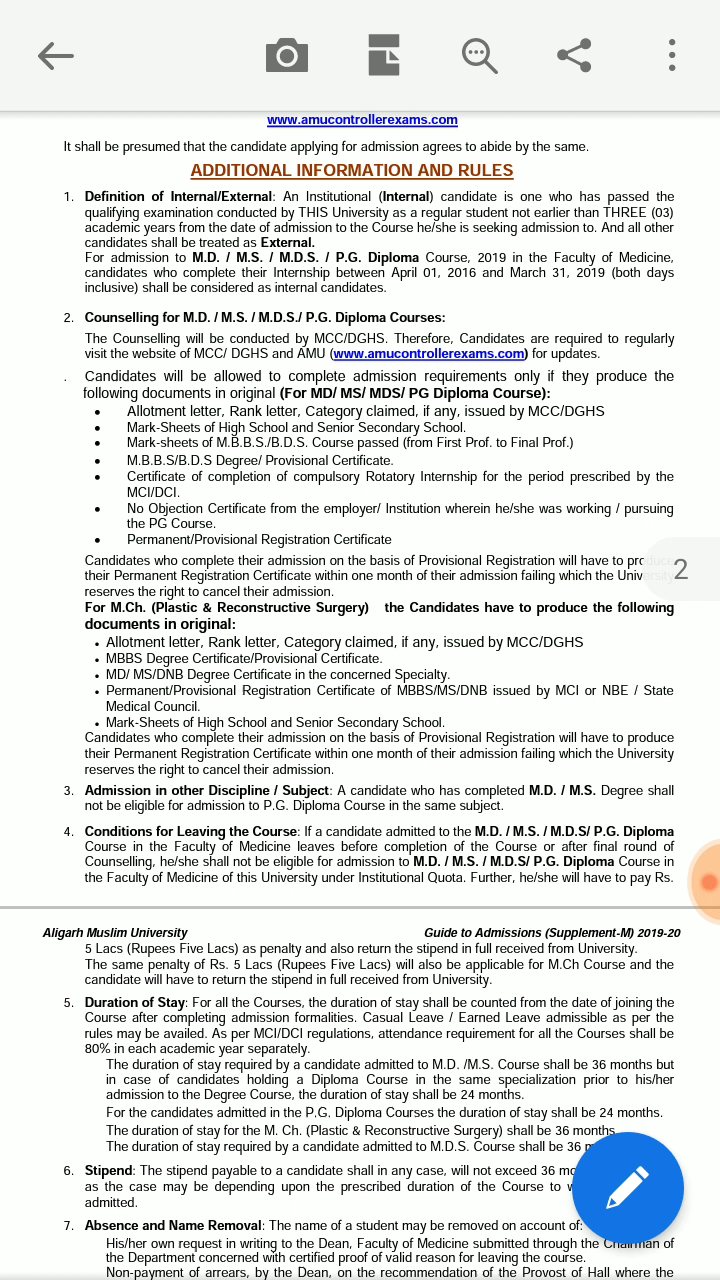 www.amucontrollerexams.com
It shall be presumed that the candidate applying for admission agrees to abide by the same.
ADDITIONAL INFORMATION AND RULES
1. Definition of Internal/External: An Institutional (Internal) candidate is one who has passed the
qualifying examination conducted by THIS University as a regular student not earlier than THREE (03)
academic years from the date of admission to the Course he/she is seeking admission to. And all other
candidates shall be treated as External.
For admission to M.D. / M.S. / M.D.S. / P.G. Diploma Course, 2019 in the Faculty of Medicine,
candidates who complete their Internship between April 01, 2016 and March 31, 2019 (both days
inclusive) shall be considered as internal candidates.
2. Counselling for M.D. / M.S. / M.D.S./ P.G. Diploma Courses:
The Counselling will be conducted by MCC/DGHS. Therefore, Candidates are required to regularly
visit the website of MCC/ DGHS and AMU (www.amucontrollerexams.com) for updates.
. Candidates will be allowed to complete admission requirements only if they produce the
following documents in original (For MD/ MS/ MDS/ PG Diploma Course):
• Allotment letter, Rank letter, Category claimed, if any, issued by MCC/DGHS
• Mark-Sheets of High School and Senior Secondary School.
• Mark-sheets of M.B.B.S./B.D.S. Course passed (from First Prof. to Final Prof.)
• M.B.B.S/B.D.S Degree/ Provisional Certificate.
• Certificate of completion of compulsory Rotatory Internship for the period prescribed by the
MCI/DCI.
• No Objection Certificate from the employer/ Institution wherein he/she was working / pursuing
the PG Course.
• Permanent/Provisional Registration Certificate
Candidates who complete their admission on the basis of Provisional Registration will have to produce
their Permanent Registration Certificate within one month of their admission failing which the University
reserves the right to cancel their admission.
2
For M.Ch. (Plastic & Reconstructive Surgery) the Candidates have to produce the following
documents in original:
• Allotment letter, Rank letter, Category claimed, if any, issued by MCC/DGHS
• MBBS Degree Certificate/Provisional Certificate.
• MD/ MS/DNB Degree Certificate in the concerned Specialty.
• Permanent/Provisional Registration Certificate of MBBS/MS/DNB issued by MCI or NBE / State
Medical Council.
• Mark-Sheets of High School and Senior Secondary School.
Candidates who complete their admission on the basis of Provisional Registration will have to produce
their Permanent Registration Certificate within one month of their admission failing which the University
reserves the right to cancel their admission.
3. Admission in other Discipline / Subject: A candidate who has completed M.D. / M.S. Degree shall
not be eligible for admission to P.G. Diploma Course in the same subject.
4. Conditions for Leaving the Course: If a candidate admitted to the M.D. / M.S. / M.D.S/ P.G. Diploma
Course in the Faculty of Medicine leaves before completion of the Course or after final round of
Counselling, he/she shall not be eligible for admission to M.D. / M.S. / M.D.S/ P.G. Diploma Course in
the Faculty of Medicine of this University under Institutional Quota. Further, he/she will have to pay Rs.
Aligarh Muslim University Guide to Admissions (Supplement-M) 2019-20
5 Lacs (Rupees Five Lacs) as penalty and also return the stipend in full received from University.
The same penalty of Rs. 5 Lacs (Rupees Five Lacs) will also be applicable for M.Ch Course and the
candidate will have to return the stipend in full received from University.
5. Duration of Stay: For all the Courses, the duration of stay shall be counted from the date of joining the
Course after completing admission formalities. Casual Leave / Earned Leave admissible as per the
rules may be availed. As per MCI/DCI regulations, attendance requirement for all the Courses shall be
80% in each academic year separately.
The duration of stay required by a candidate admitted to M.D. /M.S. Course shall be 36 months but
in case of candidates holding a Diploma Course in the same specialization prior to his/her
admission to the Degree Course, the duration of stay shall be 24 months.
For the candidates admitted in the P.G. Diploma Courses the duration of stay shall be 24 months.
The duration of stay for the M. Ch. (Plastic & Reconstructive Surgery) shall be 36 months
The duration of stay required by a candidate admitted to M.D.S. Course shall be 36
6. Stipend: The stipend payable to a candidate shall in any case, will not exceed 36
as the case may be depending upon the prescribed duration of the Course to
admitted.
7. Absence and Name Removal: The name of a student may be removed on account of:
His/her own request in writing to the Dean, Faculty of Medicine submitted through the Chairman of
the Department concerned with certified proof of valid reason for leaving the course.
Non-payment of arrears, by the Dean, on the recommendation of the Provost of Hall where the